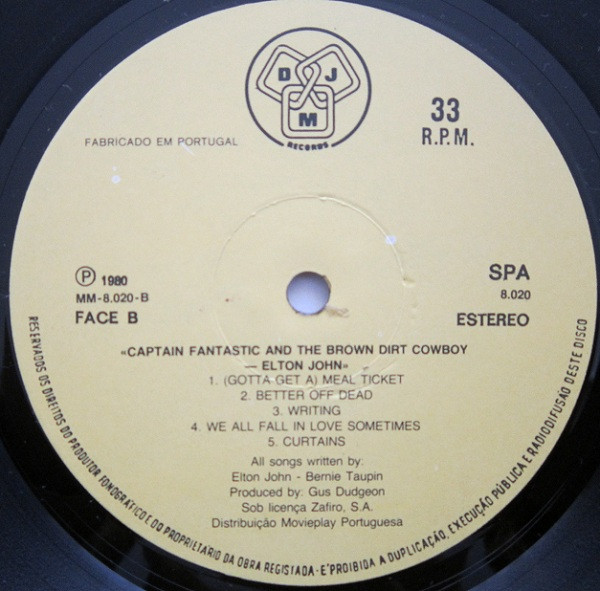 D J
M
RECORDS
33
R.P.M.
FABRICADO EM PORTUGAL
Ⓟ 1980
MM-8.020-B
FACE B
SPA
8.020
ESTEREO
«CAPTAIN FANTASTIC AND THE BROWN DIRT COWBOY
— ELTON JOHN»
1. (GOTTA GET A) MEAL TICKET
2. BETTER OFF DEAD
3. WRITING
4. WE ALL FALL IN LOVE SOMETIMES
5. CURTAINS
All songs written by:
Elton John - Bernie Taupin
Produced by: Gus Dudgeon
Sob licença Zafiro, S.A.
Distribuição Movieplay Portuguesa
RESERVADOS OS DIREITOS DO PRODUTOR FONOGRÁFICO E DO PROPRIETÁRIO DA OBRA REGISTADA - É PROIBIDA A DUPLICAÇÃO, EXECUÇÃO PÚBLICA E RADIODIFUSÃO DESTE DISCO